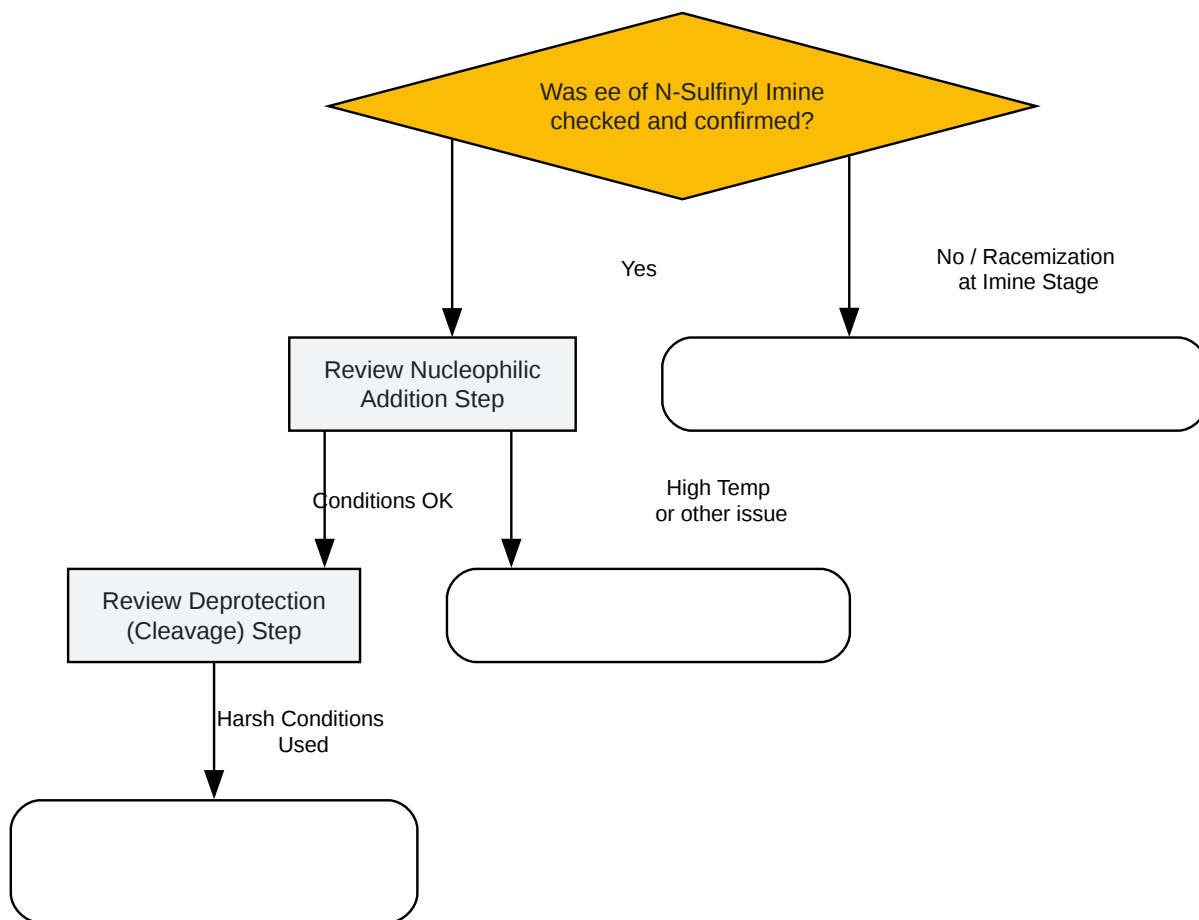 Was ee of N-Sulfinyl Imine
checked and confirmed?
Yes
No / Racemization
at Imine Stage
Review Nucleophilic
Addition Step
Conditions OK
High Temp
or other issue
Review Deprotection
(Cleavage) Step
Harsh Conditions
Used